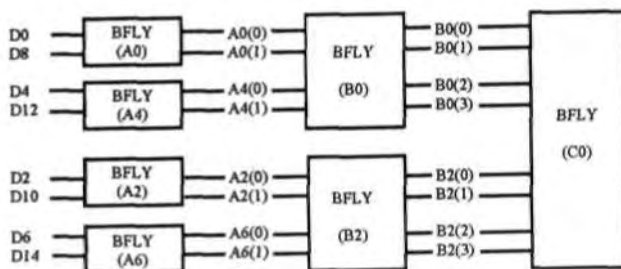 D0 BFLY A0(0) B0(0)
D8 (A0) A0(1) B0(1)
BFLY BFLY
D4 BFLY A4(0) (B0) B0(2)
D12 (A4) A4(1) B0(3)
BFLY
(C0)
D2 BFLY A2(0) B2(0)
D10 (A2) A2(1) BFLY B2(1)
D6 BFLY A6(0) (B2) B2(2)
D14 (A6) A6(1) B2(3)